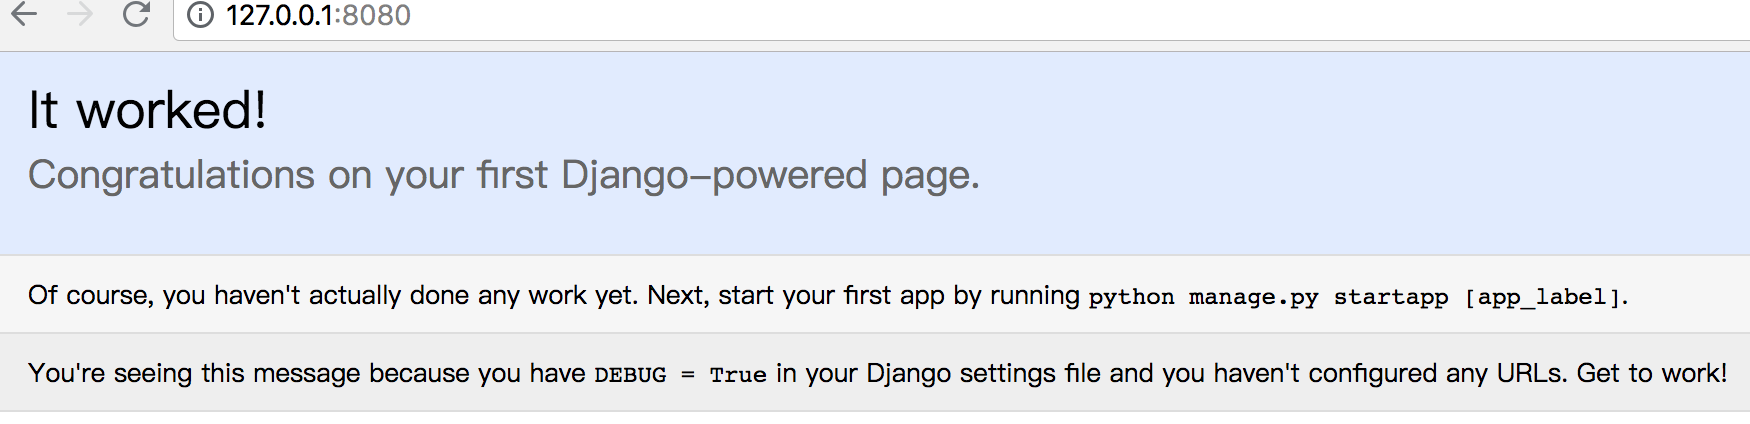 127.0.0.1:8080
It worked!
Congratulations on your first Django-powered page.
Of course, you haven't actually done any work yet. Next, start your first app by running python manage.py startapp [app_label].
You're seeing this message because you have DEBUG = True in your Django settings file and you haven't configured any URLs. Get to work!